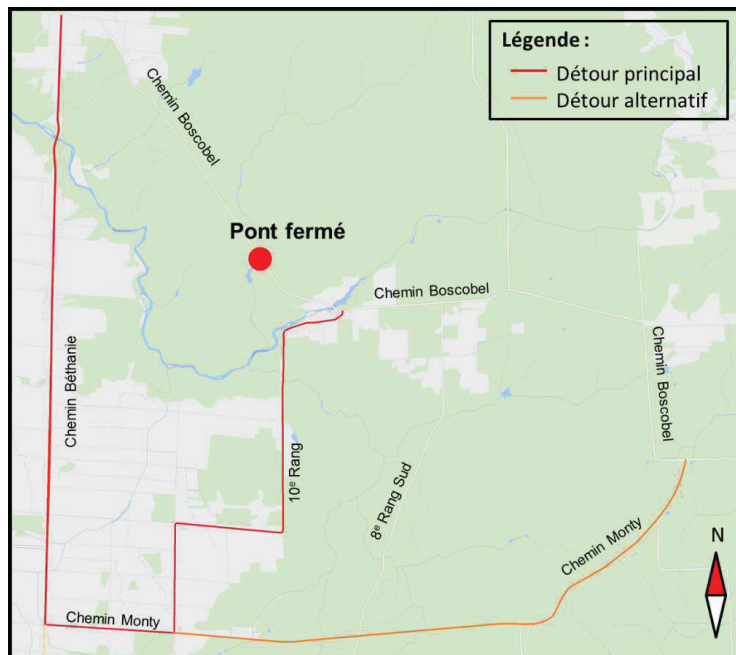 Légende :
Détour principal
Détour alternatif
Chemin Boscobel
Pont fermé
Chemin Boscobel
Chemin Béthanie
Chemin Boscobel
10e Rang
8e Rang Sud
Chemin Monty
N
Chemin Monty